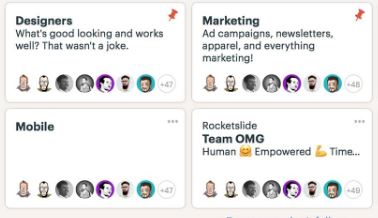 Designers
What's good looking and works
well? That wasn't a joke.
+47
Marketing
Ad campaigns, newsletters,
apparel, and everything
marketing!
+48
Mobile
+47
Rocketslide
Team OMG
Human 🤗 Empowered 💪 Time...
+49